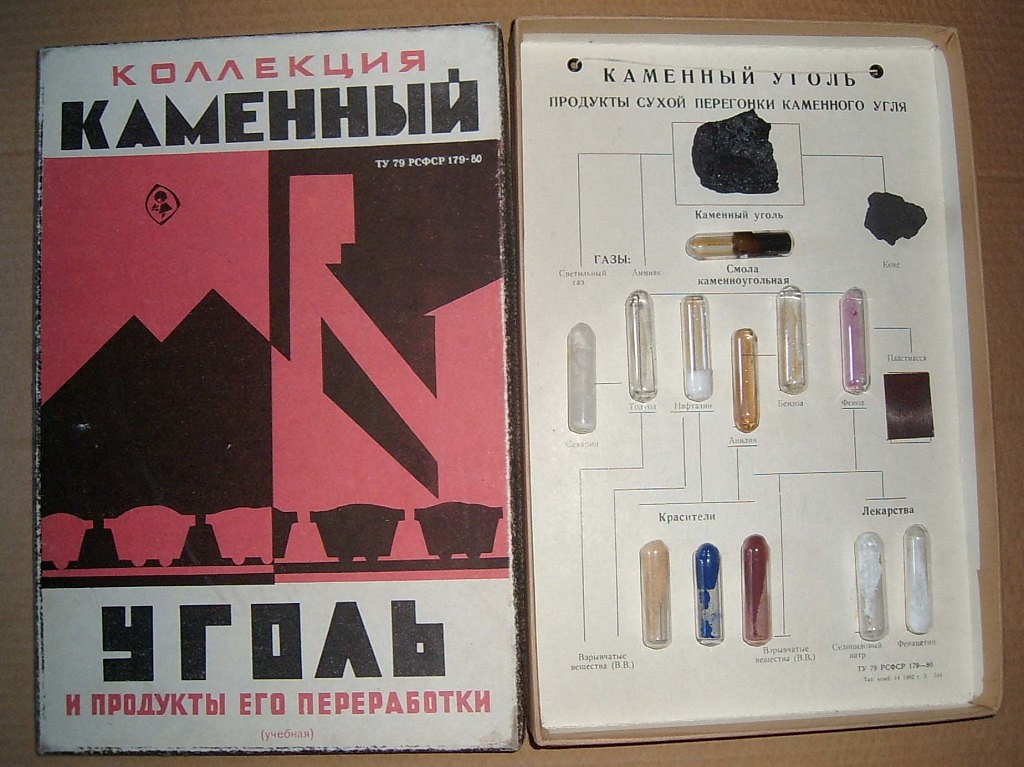 КОЛЛЕКЦИЯ
КАМЕННЫЙ
ТУ 79 РСФСР 179-80
УГОЛЬ
И ПРОДУКТЫ ЕГО ПЕРЕРАБОТКИ
(учебная)
КАМЕННЫЙ УГОЛЬ
ПРОДУКТЫ СУХОЙ ПЕРЕГОНКИ КАМЕННОГО УГЛЯ
Каменный уголь
ГАЗЫ:
Светильный
газ
Аммиак
Смола
каменноугольная
Кокс
Пластмасса
Сахарин
Толуол
Нафталин
Анилин
Бензол
Фенол
Красители
Лекарства
Взрывчатые
вещества (В.В.)
Взрывчатые
вещества (В.В.)
Селициловый
натр
Фенацетин
ТУ 79 РСФСР 179—80